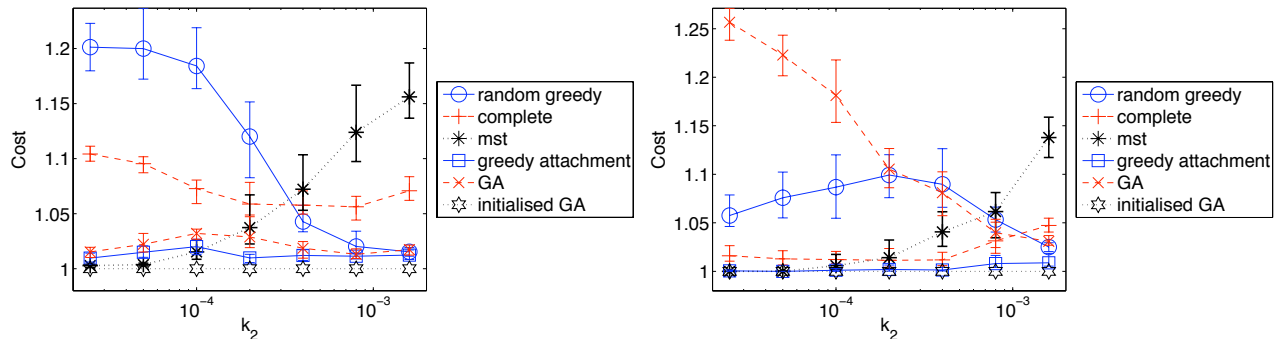 1.2
1.15
1.1
1.05
1
Cost
10⁻⁴
10⁻³
k₂
random greedy
complete
mst
greedy attachment
GA
initialised GA
1.25
1.2
1.15
1.1
1.05
1
Cost
10⁻⁴
10⁻³
k₂
random greedy
complete
mst
greedy attachment
GA
initialised GA